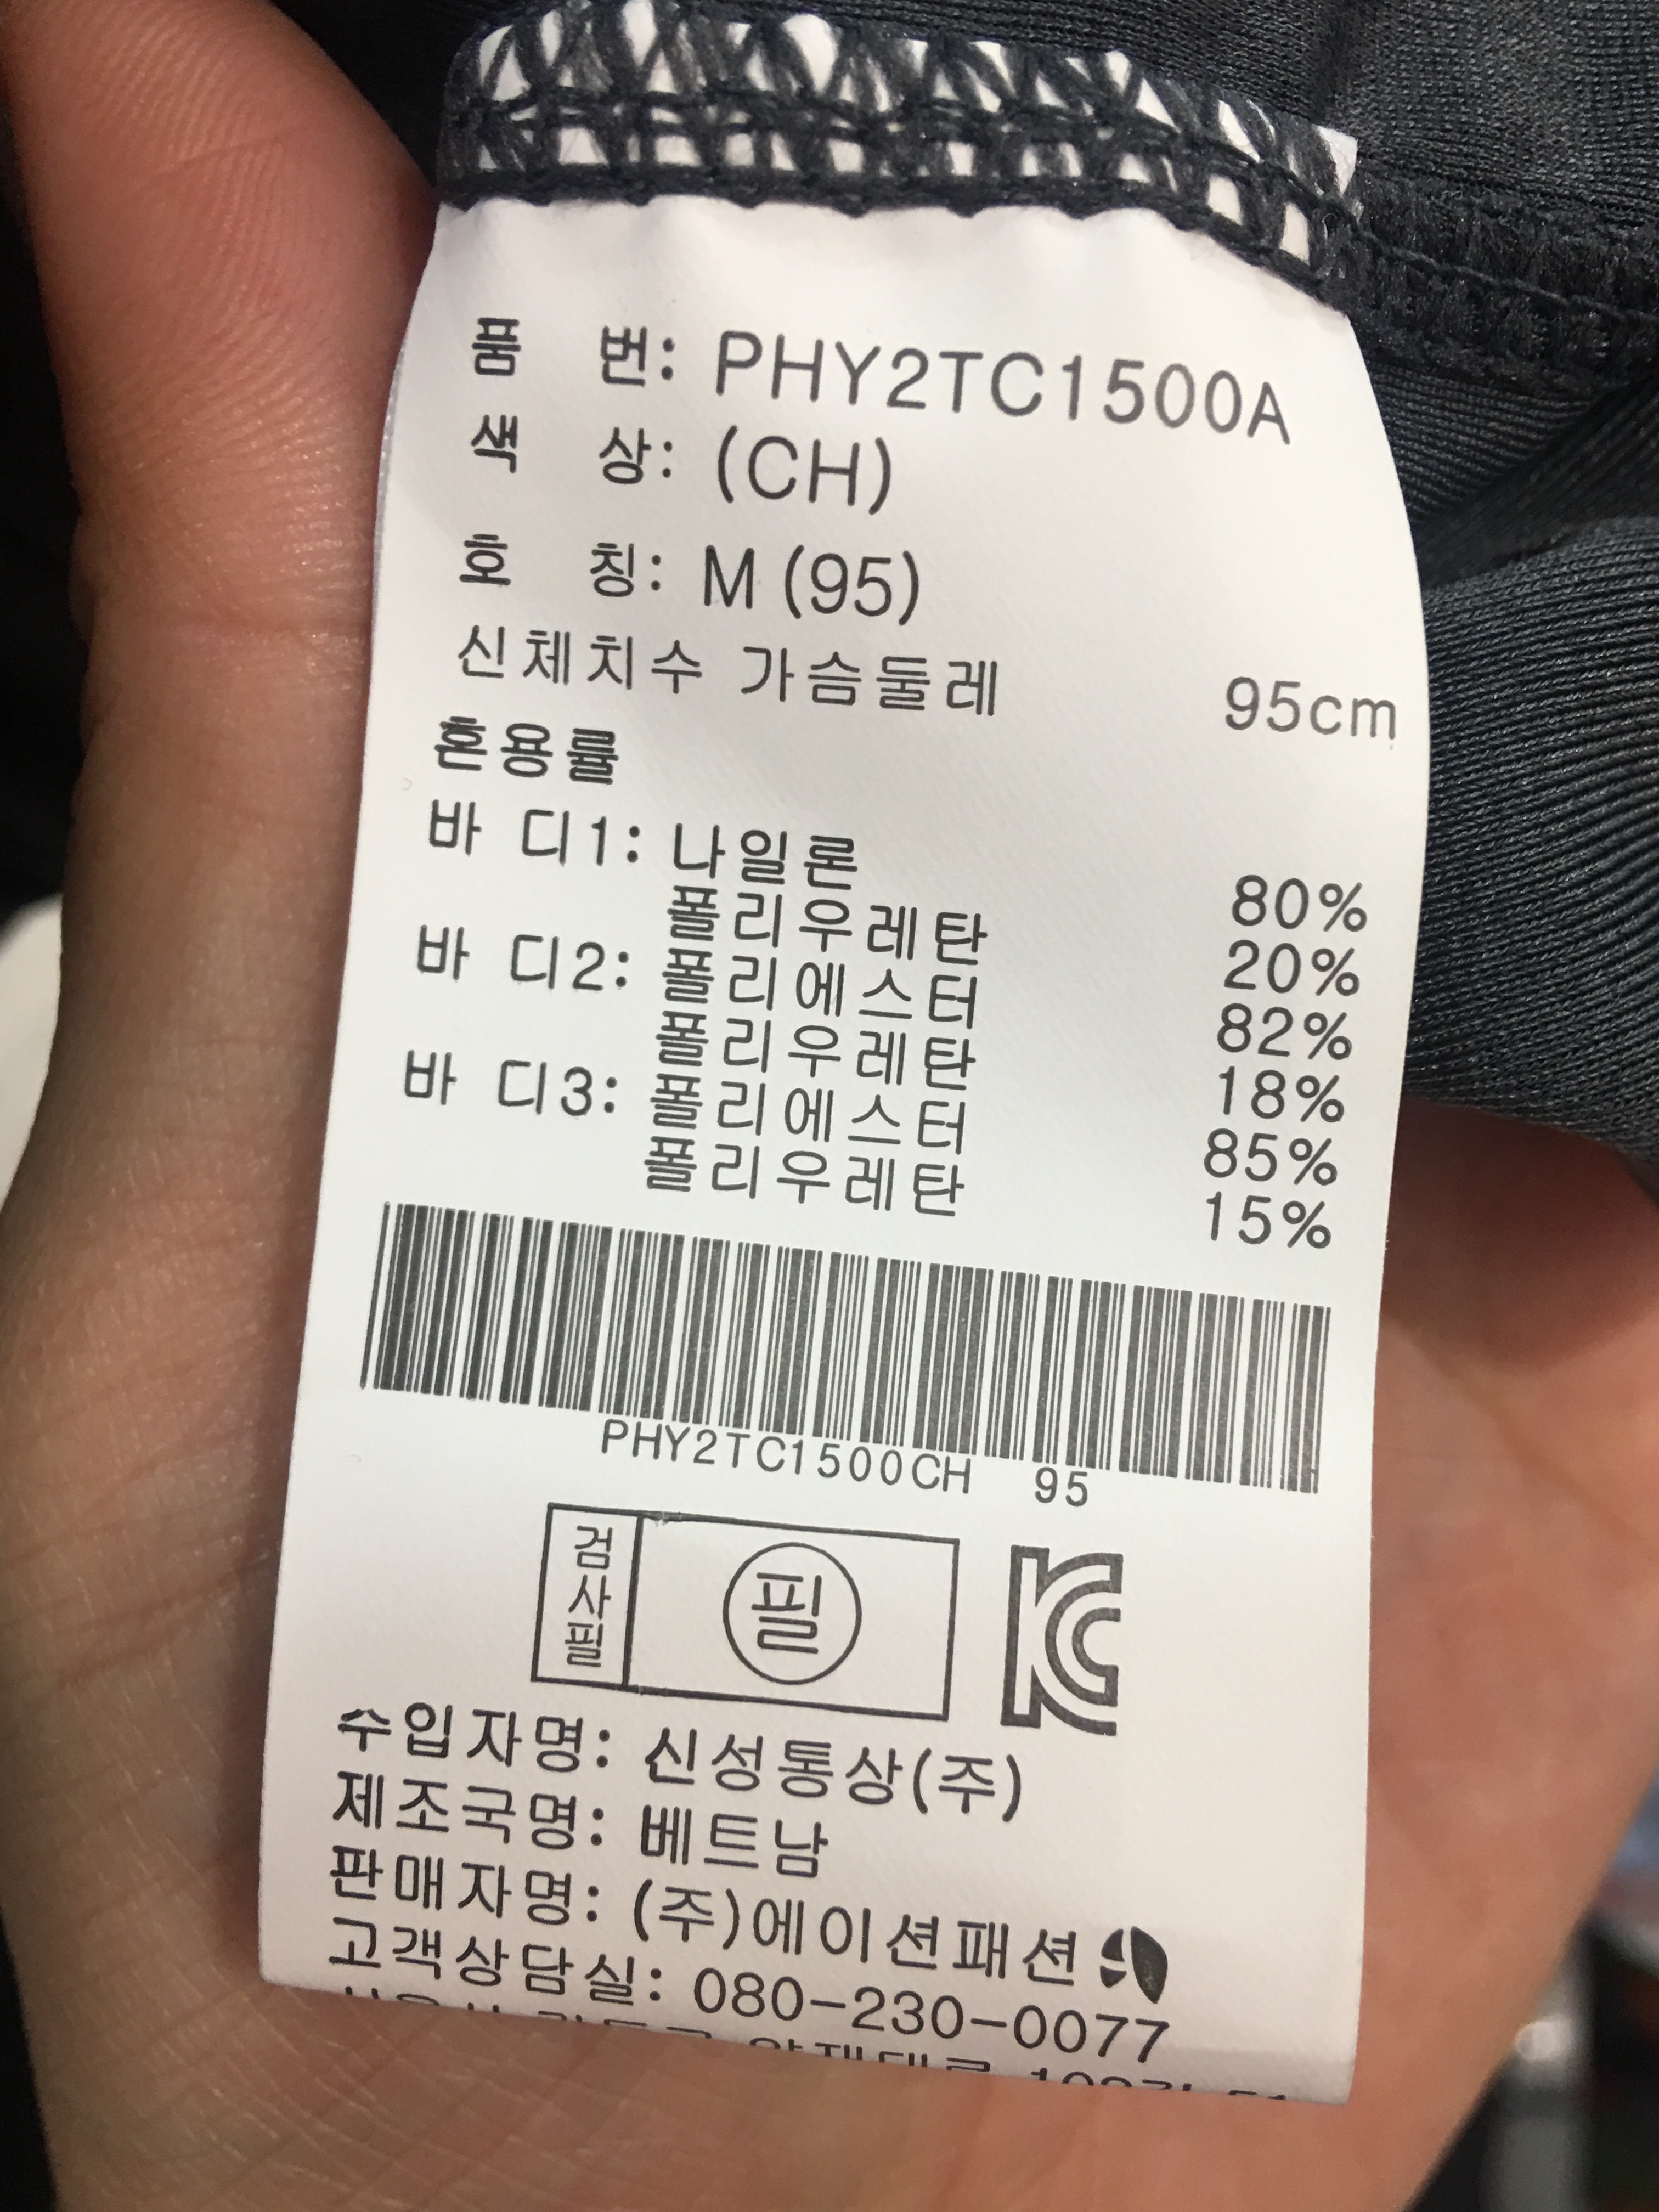 품 번: PHY2TC1500A
색 상: (CH)
호 칭: M (95)
신체치수 가슴둘레 95cm
혼용률
바 디1: 나일론 80%
폴리우레탄 20%
바 디2: 폴리에스터 82%
폴리우레탄 18%
바 디3: 폴리에스터 85%
폴리우레탄 15%
PHY2TC1500CH 95
검사필 필
수입자명: 신성통상(주)
제조국명: 베트남
판매자명: (주)에이션패션
고객상담실: 080-230-0077